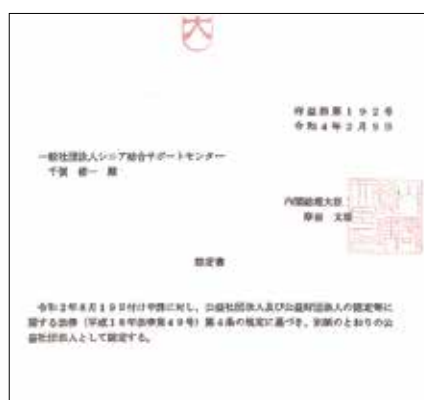 府益担第192号
令和4年2月9日
一般社団法人シニア総合サポートセンター
千賀 修一 殿
内閣総理大臣
岸田 文雄
認定書
令和2年8月19日付け申請に対し、公益社団法人及び公益財団法人の認定等に
関する法律（平成18年法律第49号）第4条の規定に基づき、別紙のとおりの公
益社団法人として認定する。